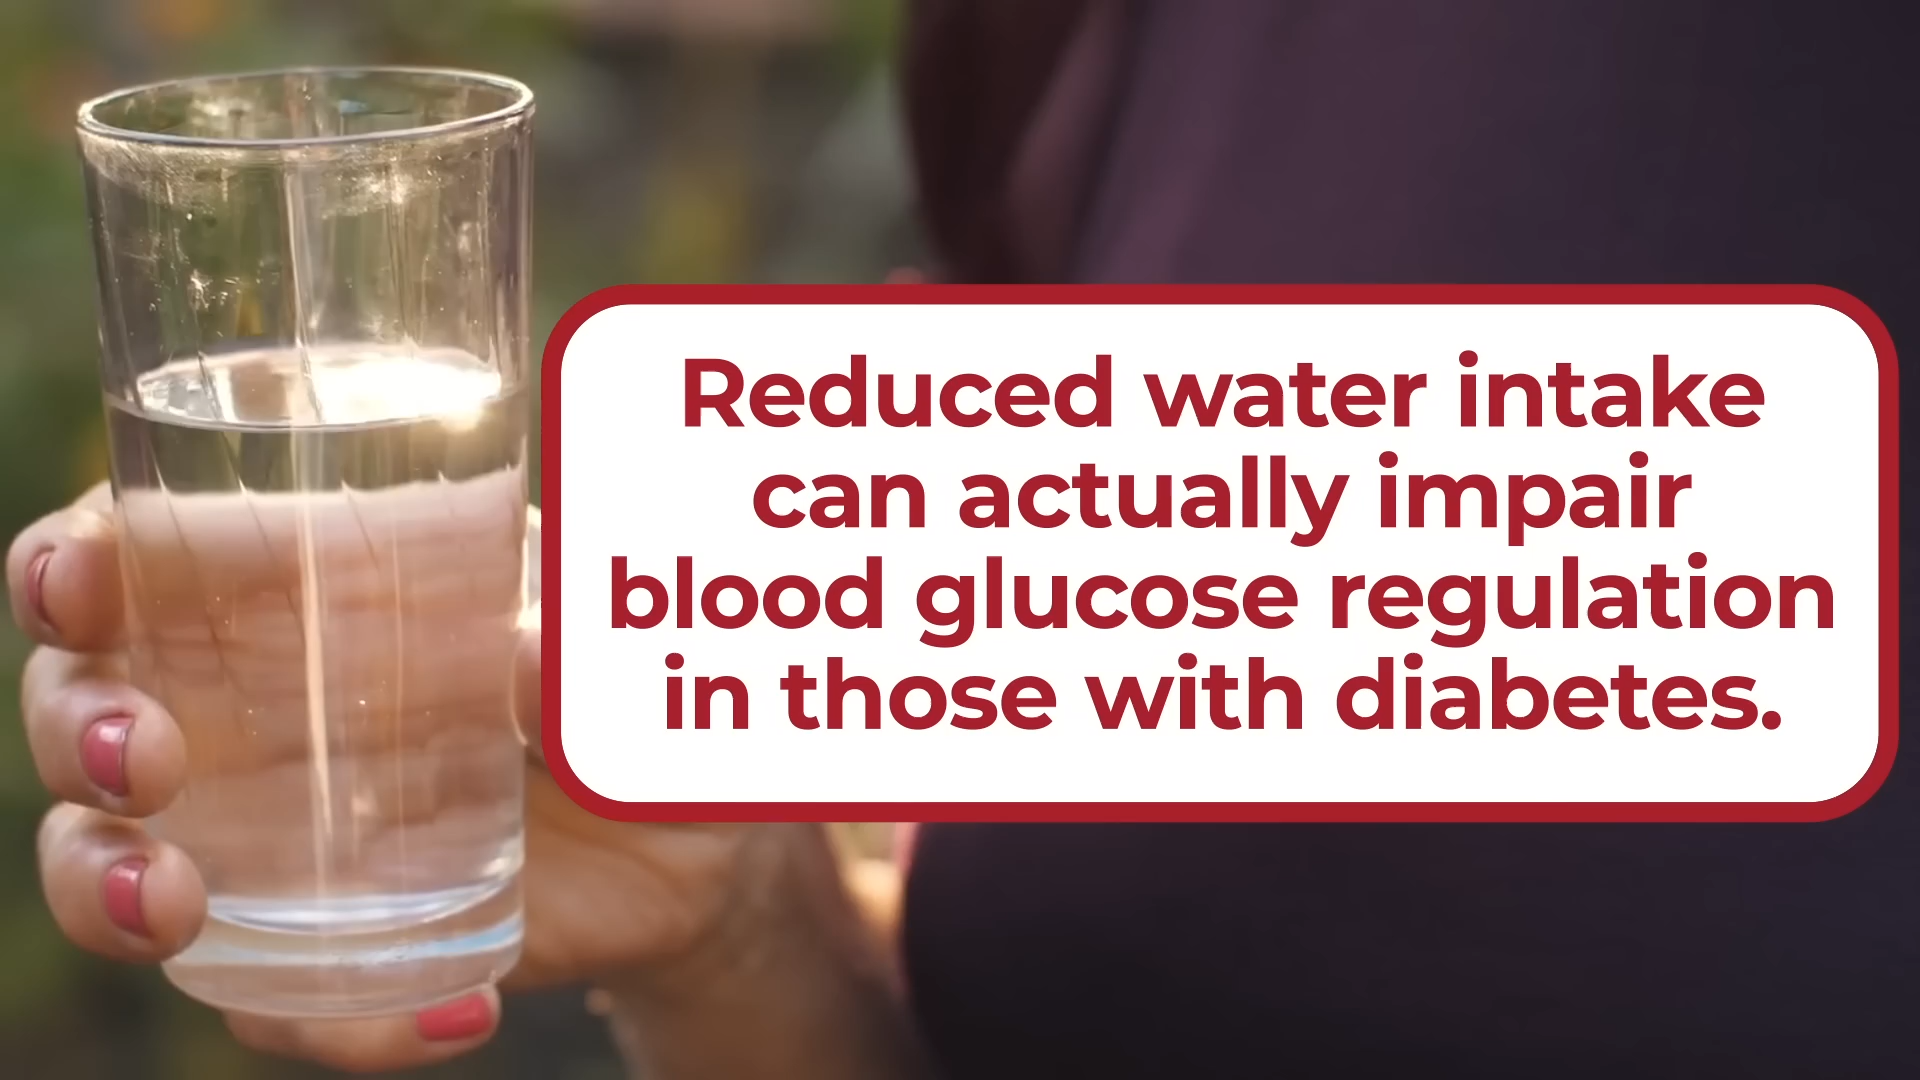 Reduced water intake
can actually impair
blood glucose regulation
in those with diabetes.